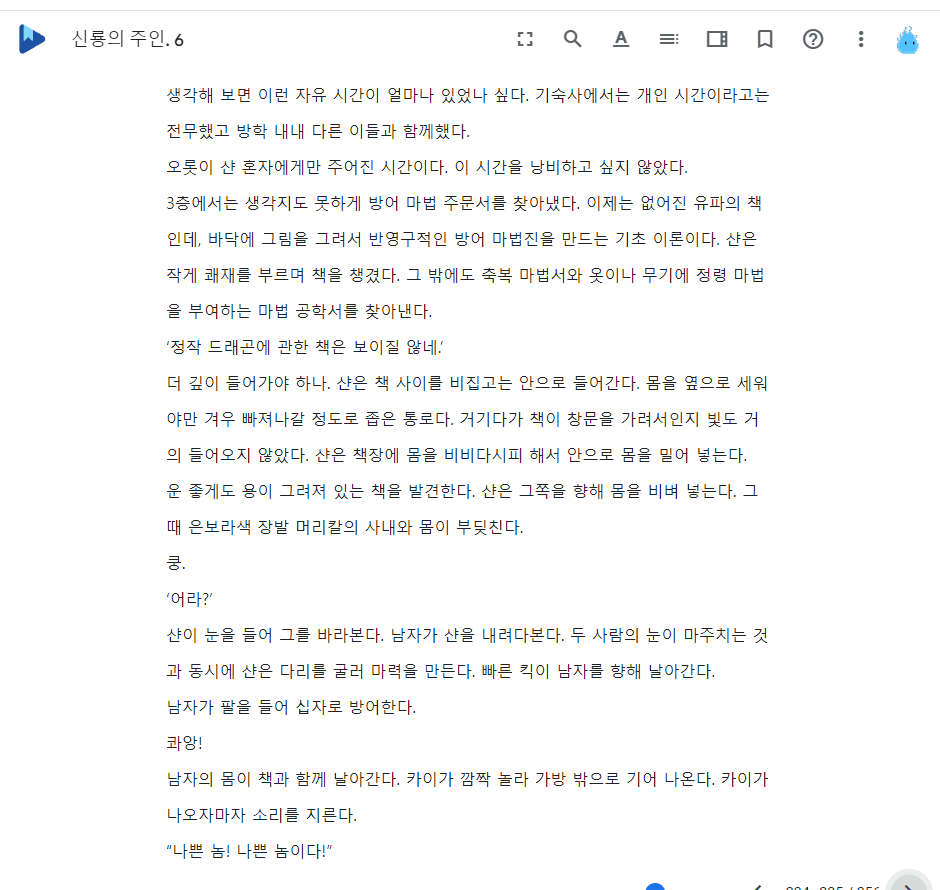 신룡의 주인. 6
생각해 보면 이런 자유 시간이 얼마나 있었나 싶다. 기숙사에서는 개인 시간이라고는
전무했고 방학 내내 다른 이들과 함께했다.
오롯이 샨 혼자에게만 주어진 시간이다. 이 시간을 낭비하고 싶지 않았다.
3층에서는 생각지도 못하게 방어 마법 주문서를 찾아냈다. 이제는 없어진 유파의 책
인데, 바닥에 그림을 그려서 반영구적인 방어 마법진을 만드는 기초 이론이다. 샨은
작게 쾌재를 부르며 책을 챙겼다. 그 밖에도 축복 마법서와 옷이나 무기에 정령 마법
을 부여하는 마법 공학서를 찾아낸다.
‘정작 드래곤에 관한 책은 보이질 않네.’
더 깊이 들어가야 하나. 샨은 책 사이를 비집고는 안으로 들어간다. 몸을 옆으로 세워
야만 겨우 빠져나갈 정도로 좁은 통로다. 거기다가 책이 창문을 가려서인지 빛도 거
의 들어오지 않았다. 샨은 책장에 몸을 비비다시피 해서 안으로 몸을 밀어 넣는다.
운 좋게도 용이 그려져 있는 책을 발견한다. 샨은 그쪽을 향해 몸을 비벼 넣는다. 그
때 은보라색 장발 머리칼의 사내와 몸이 부딪친다.
쿵.
‘어라?’
샨이 눈을 들어 그를 바라본다. 남자가 샨을 내려다본다. 두 사람의 눈이 마주치는 것
과 동시에 샨은 다리를 굴러 마력을 만든다. 빠른 킥이 남자를 향해 날아간다.
남자가 팔을 들어 십자로 방어한다.
콰앙!
남자의 몸이 책과 함께 날아간다. 카이가 깜짝 놀라 가방 밖으로 기어 나온다. 카이가
나오자마자 소리를 지른다.
“나쁜 놈! 나쁜 놈이다!”